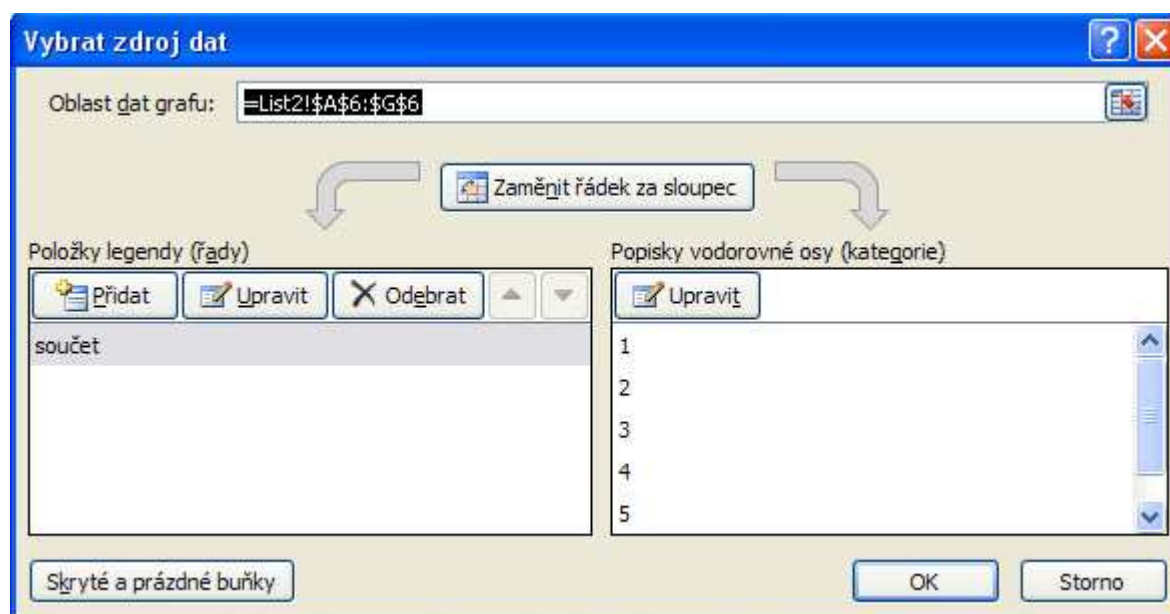 Vybrat zdroj dat
Oblast dat grafu: =List2!$A$6:$G$6
Zaměnit řádek za sloupec
Položky legendy (řady)
Přidat Upravit Odebrat
součet
Popisky vodorovné osy (kategorie)
Upravit
1
2
3
4
5
Skryté a prázdné buňky
OK Storno